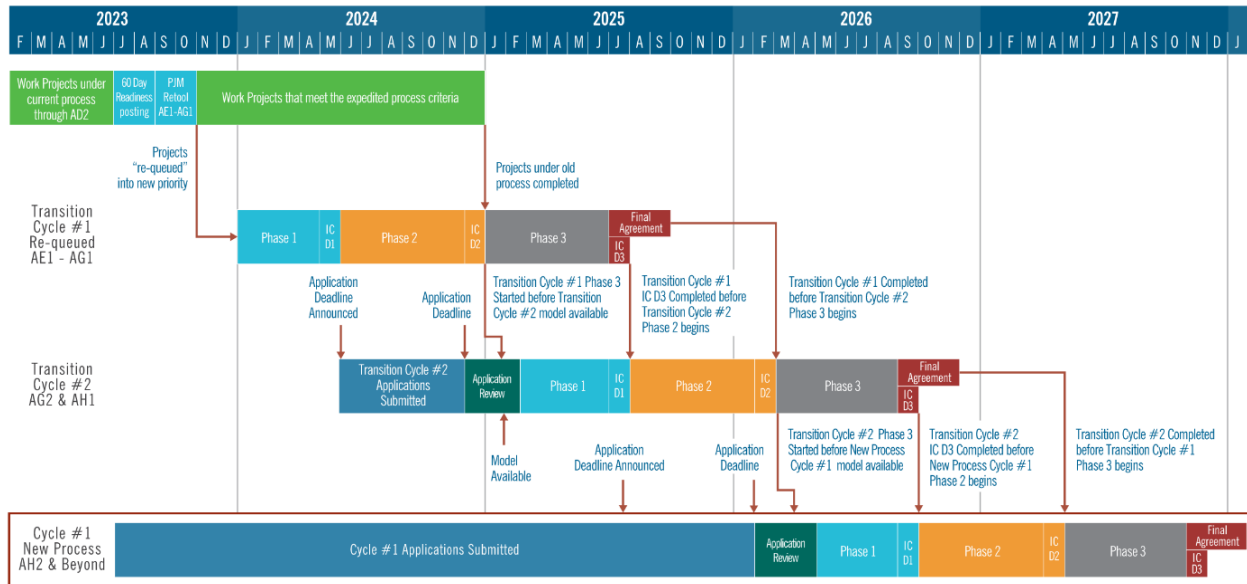 2023 2024 2025 2026 2027
F M A M J J A S O N D J F M A M J J A S O N D J F M A M J J A S O N D J F M A M J J A S O N D J F M A M J J A S O N D J
Work Projects under
current process
through AD2
60 Day
Readiness
posting
PJM
Retool
AE1-AG1
Work Projects that meet the expedited process criteria
Projects
“re-queued”
into new priority
Projects under old
process completed
Transition
Cycle #1
Re-queued
AE1 - AG1
Phase 1
IC
D1
Phase 2
IC
D2
Phase 3
Final
Agreement
IC
D3
Application
Deadline
Announced
Application
Deadline
Transition Cycle #1 Phase 3
Started before Transition
Cycle #2 model available
Transition Cycle #1
IC D3 Completed before
Transition Cycle #2
Phase 2 begins
Transition Cycle #1 Completed
before Transition Cycle #2
Phase 3 begins
Transition
Cycle #2
AG2 & AH1
Transition Cycle #2
Applications
Submitted
Application
Review
Phase 1
IC
D1
Phase 2
IC
D2
Phase 3
Final
Agreement
IC
D3
Model
Available
Application
Deadline Announced
Application
Deadline
Transition Cycle #2 Phase 3
Started before New Process
Cycle #1 model available
Transition Cycle #2
IC D3 Completed before
New Process Cycle #1
Phase 2 begins
Transition Cycle #2 Completed
before Transition Cycle #1
Phase 3 begins
Cycle #1
New Process
AH2 & Beyond
Cycle #1 Applications Submitted
Application
Review
Phase 1
IC
D1
Phase 2
IC
D2
Phase 3
Final
Agreement
IC
D3